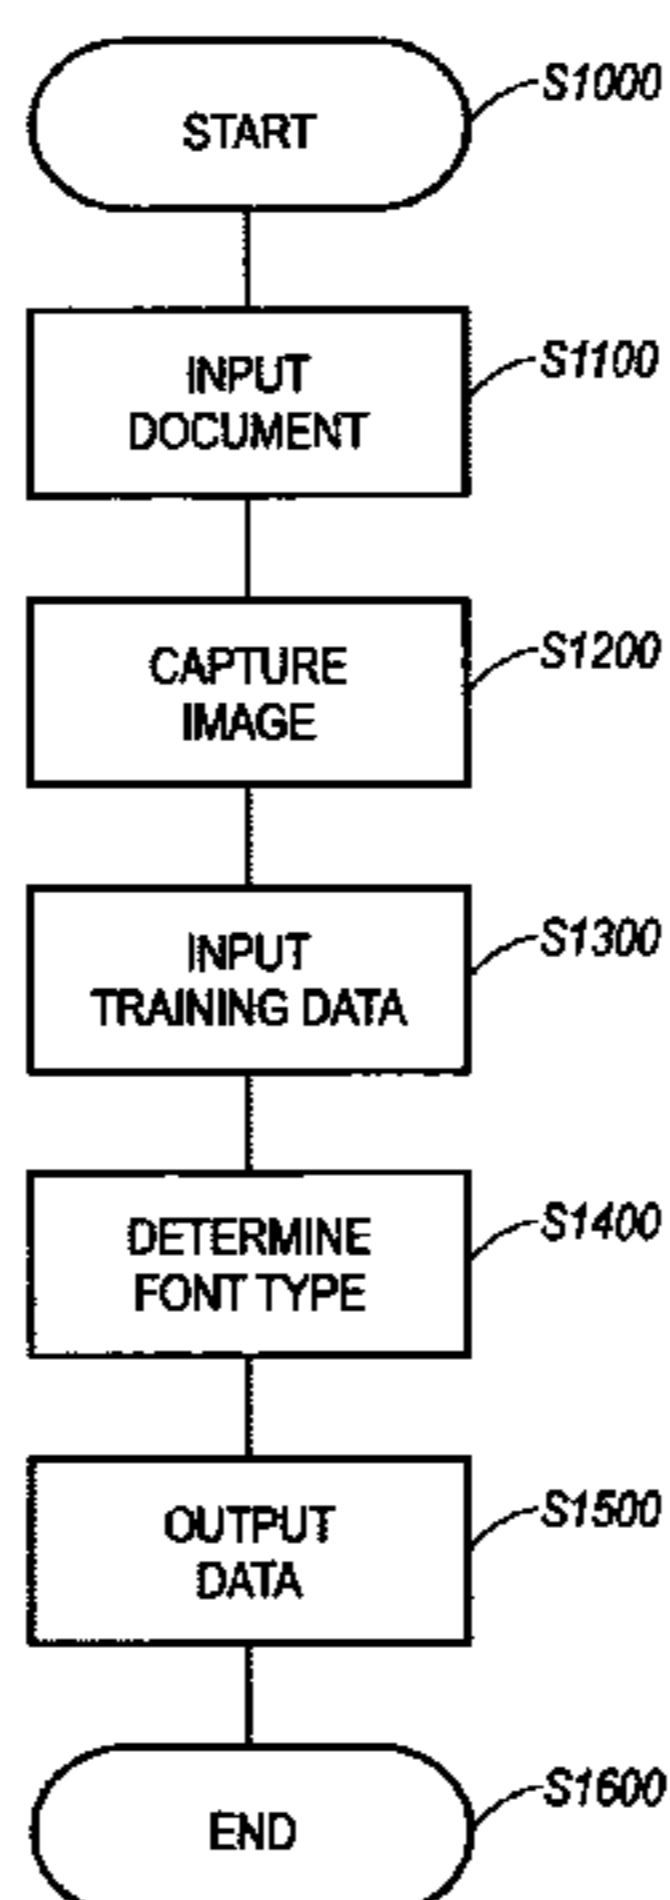 START
S1000
INPUT
DOCUMENT
S1100
CAPTURE
IMAGE
S1200
INPUT
TRAINING DATA
S1300
DETERMINE
FONT TYPE
S1400
OUTPUT
DATA
S1500
END
S1600